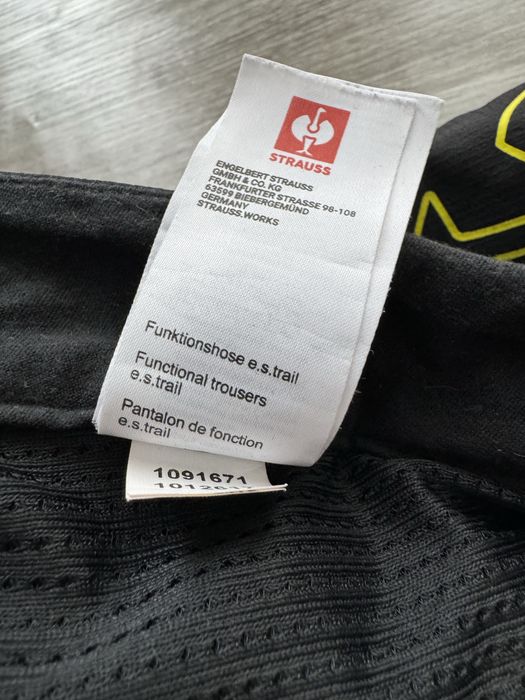 STRAUSS
ENGELBERT STRAUSS
GMBH & CO. KG
FRANKFURTER STRASSE 98-108
63599 BIEBERGEMÜND
GERMANY
STRAUSS.WORKS
Funktionshose e.s.trail
Functional trousers
e.s.trail
Pantalon de fonction
e.s.trail
1091671